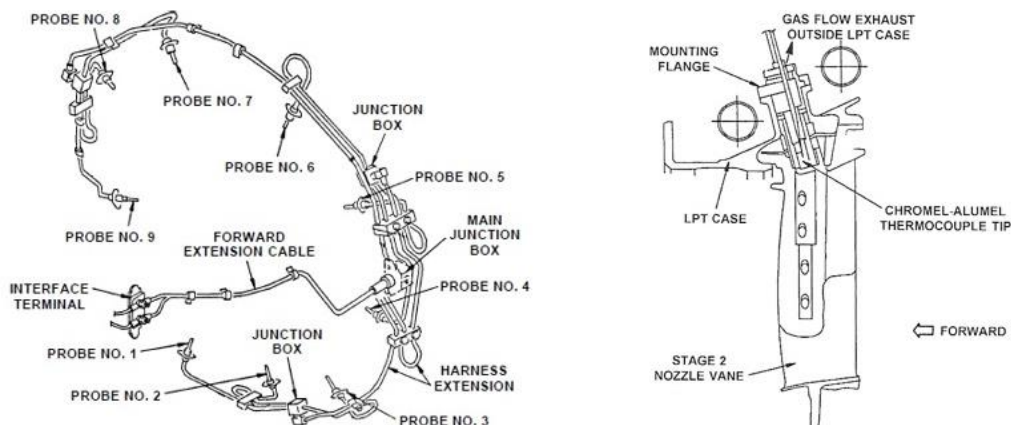 PROBE NO. 8
PROBE NO. 7
JUNCTION
BOX
PROBE NO. 6
PROBE NO. 5
PROBE NO. 9
MAIN
JUNCTION
BOX
FORWARD
EXTENSION CABLE
INTERFACE
TERMINAL
PROBE NO. 4
PROBE NO. 1
JUNCTION
BOX
PROBE NO. 2
HARNESS
EXTENSION
PROBE NO. 3
GAS FLOW EXHAUST
OUTSIDE LPT CASE
MOUNTING
FLANGE
LPT CASE
CHROMEL-ALUMEL
THERMOCOUPLE TIP
FORWARD
STAGE 2
NOZZLE VANE